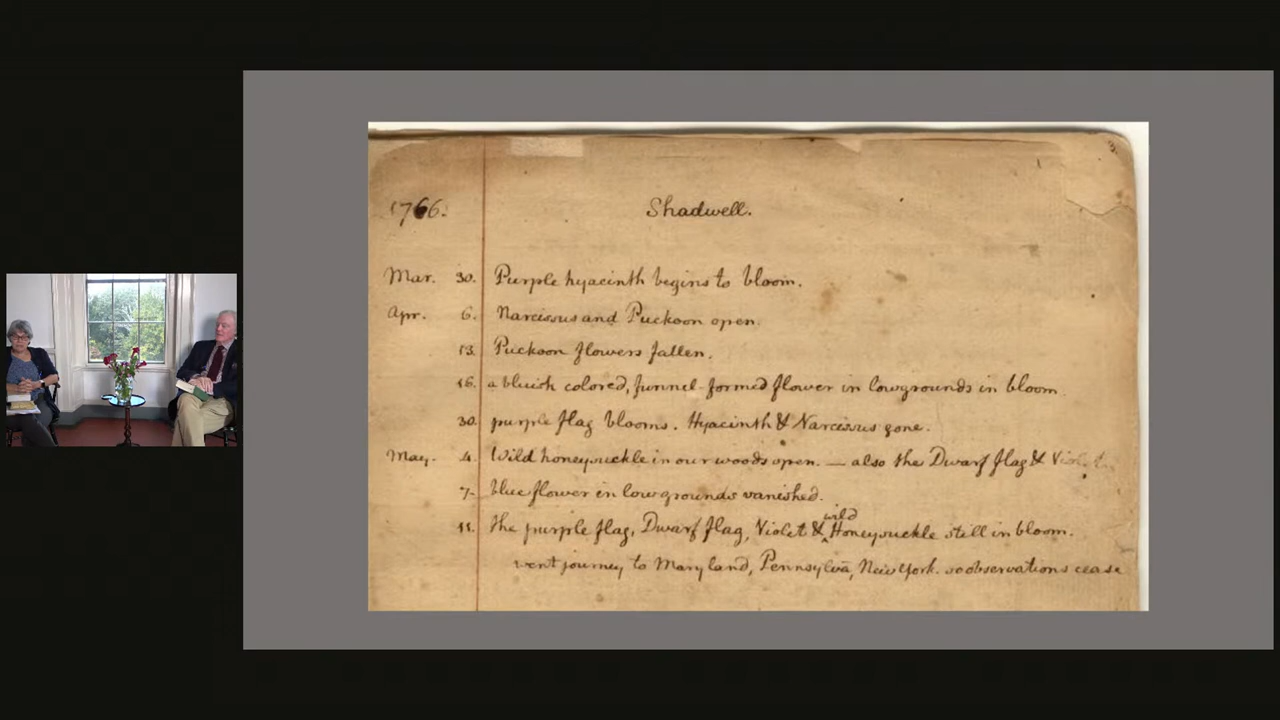 1766. Shadwell.
Mar. 30. Purple hyacinth begins to bloom.
Apr. 6. Narcissus and Puckoon open.
13. Puckoon flowers fallen.
16. a bluish colored, funnel-formed flower in lowgrounds in bloom.
30. purple flag blooms. Hyacinth & Narcissus gone.
May. 4. Wild honeysuckle in our woods open. — also the Dwarf flag & Violets
7. blue flower in lowgrounds vanished.
11. the purple flag, Dwarf flag, Violet & wild Honeysuckle still in bloom.
went journey to Maryland, Pennsylva, New York. so observations cease